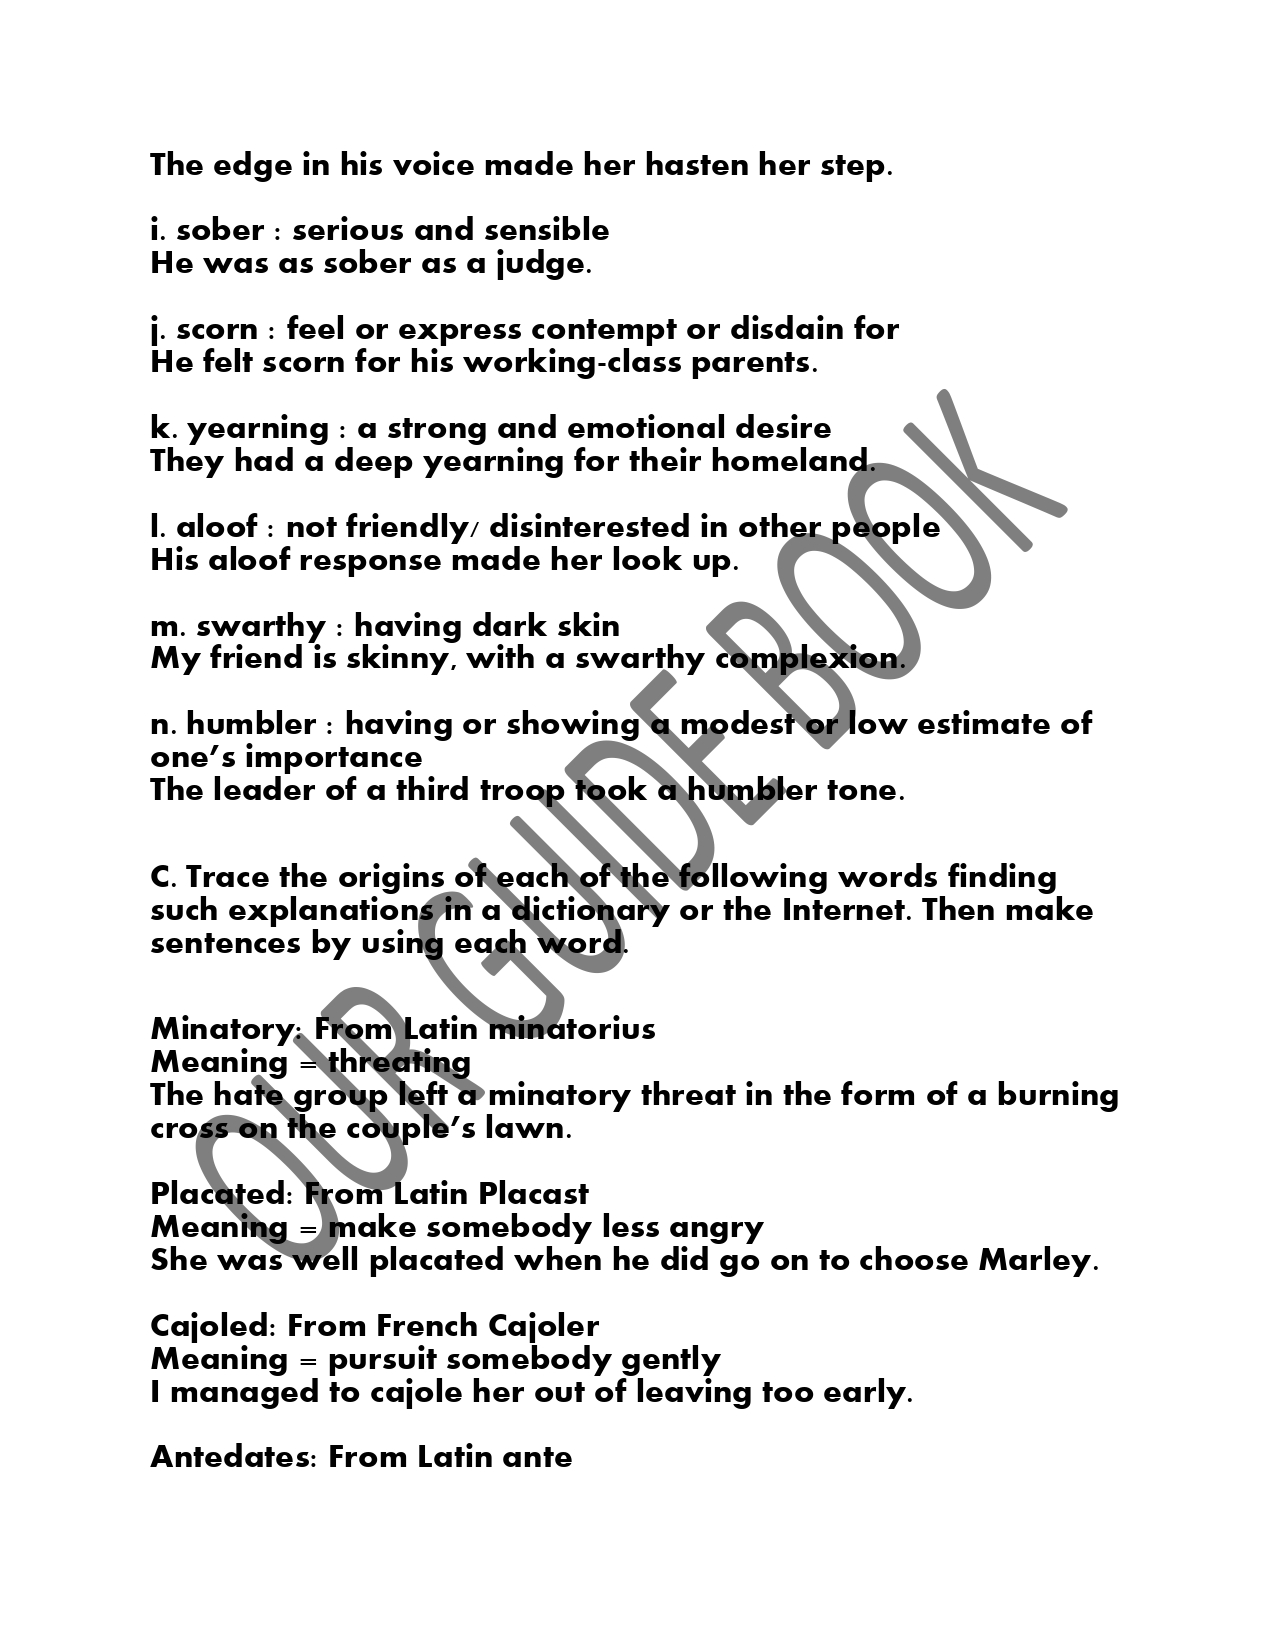 The edge in his voice made her hasten her step.
i. sober : serious and sensible
He was as sober as a judge.
j. scorn : feel or express contempt or disdain for
He felt scorn for his working-class parents.
k. yearning : a strong and emotional desire
They had a deep yearning for their homeland.
l. aloof : not friendly/ disinterested in other people
His aloof response made her look up.
m. swarthy : having dark skin
My friend is skinny, with a swarthy complexion.
n. humbler : having or showing a modest or low estimate of
one's importance
The leader of a third troop took a humbler tone.
C. Trace the origins of each of the following words finding
such explanations in a dictionary or the Internet. Then make
sentences by using each word.
Minatory: From Latin minatorius
Meaning = threating
The hate group left a minatory threat in the form of a burning
cross on the couple's lawn.
Placated: From Latin Placast
Meaning = make somebody less angry
She was well placated when he did go on to choose Marley.
Cajoled: From French Cajoler
Meaning = pursuit somebody gently
I managed to cajole her out of leaving too early.
Antedates: From Latin ante
OUR GUIDE BOOK